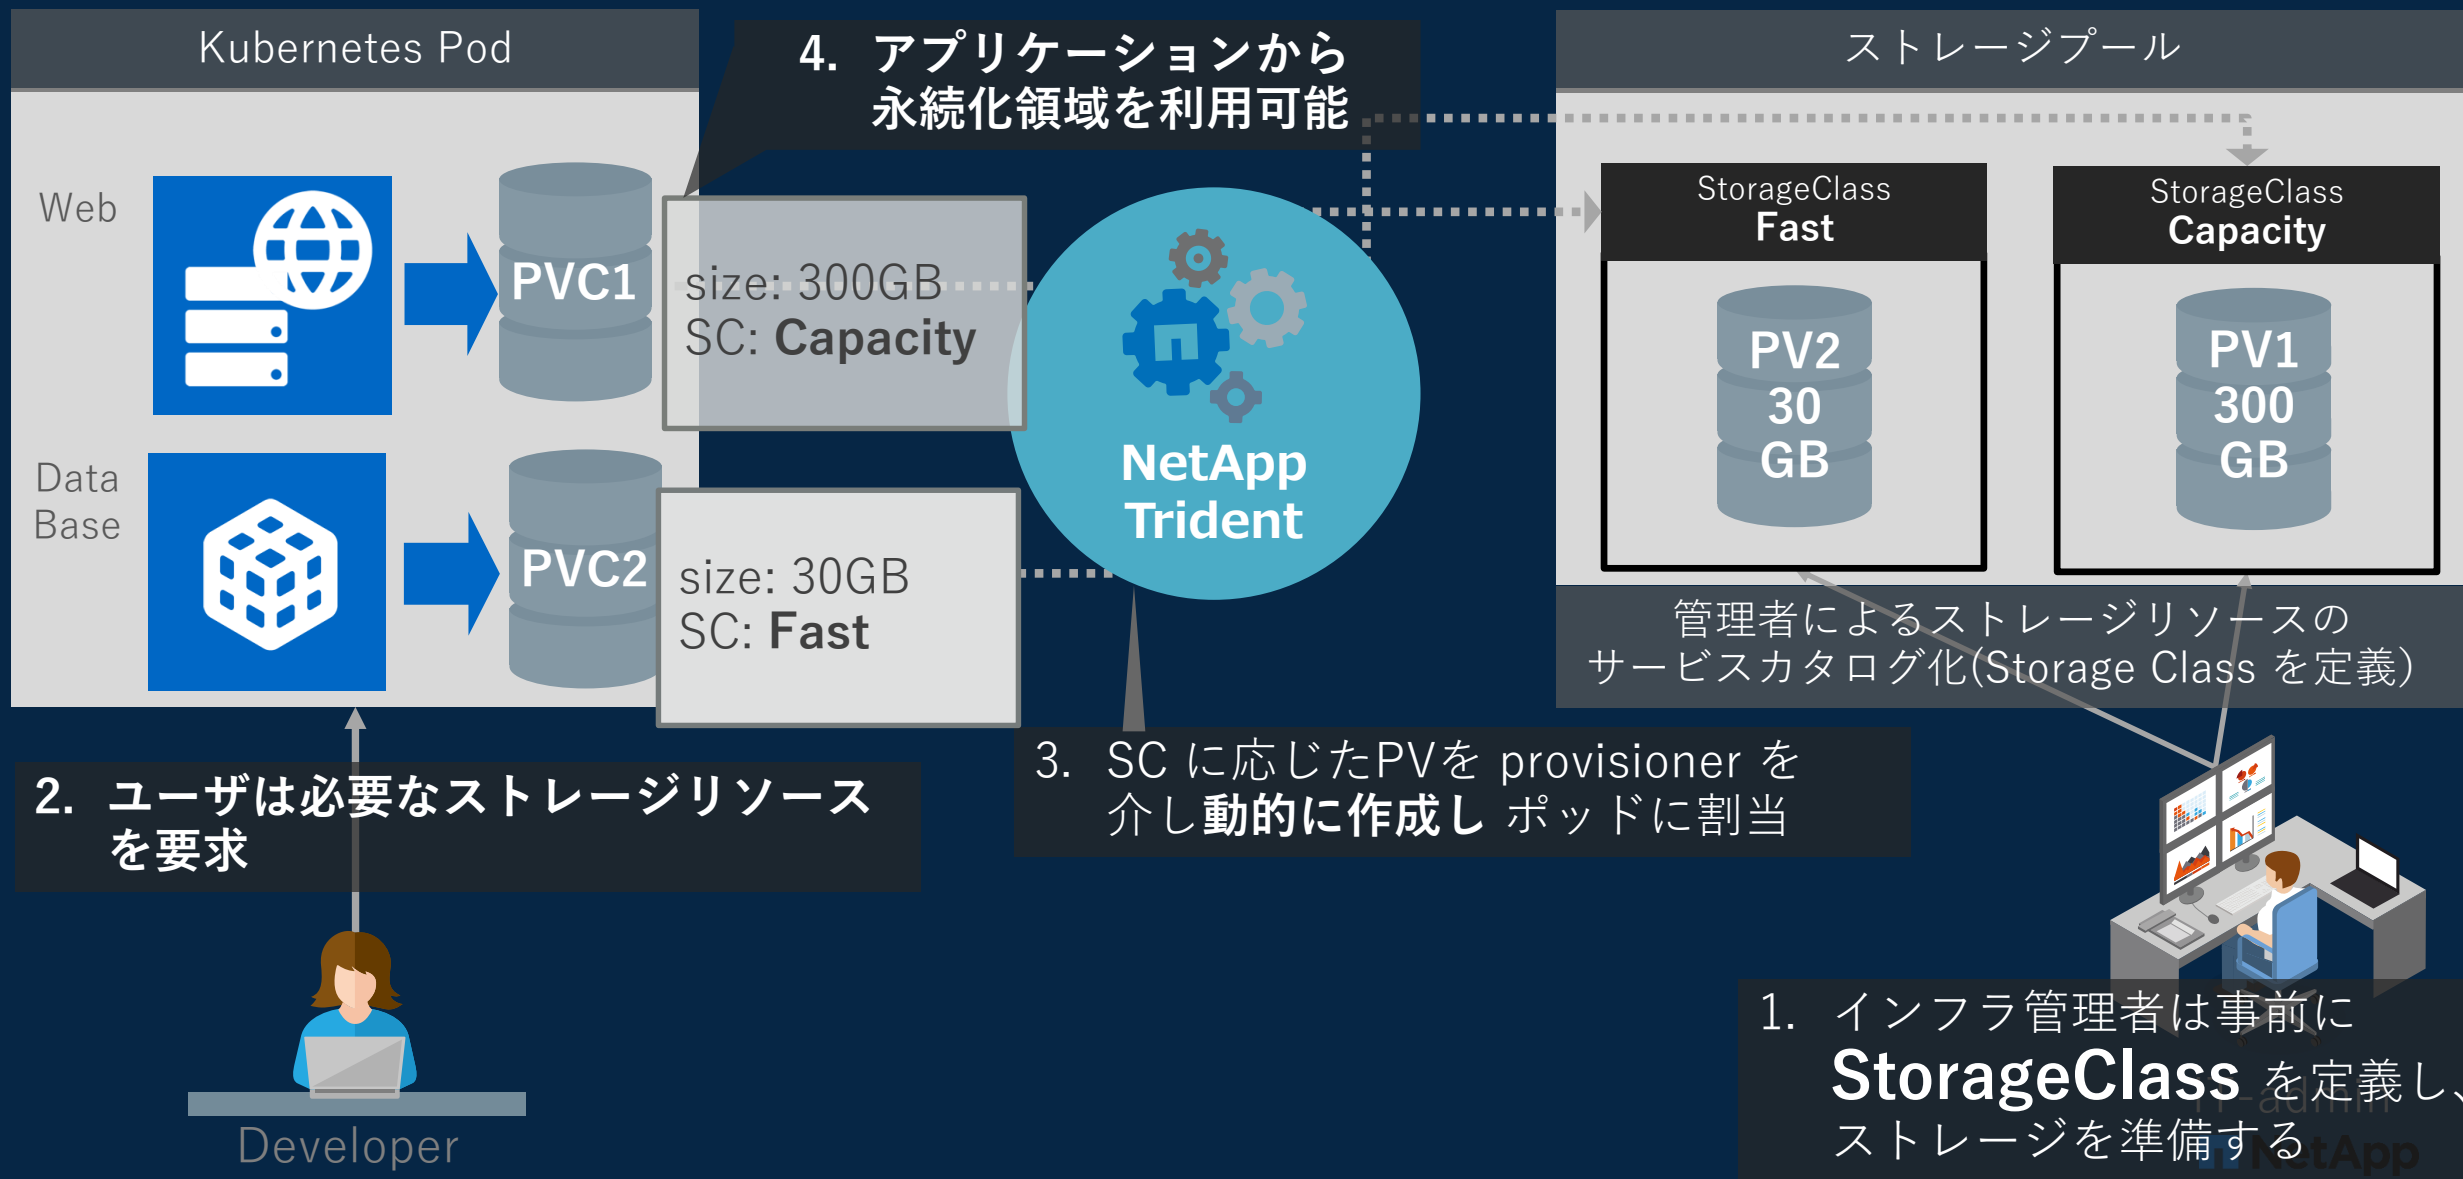 Kubernetes Pod
Web
PVC1
size: 300GB
SC: Capacity
Data
Base
PVC2
size: 30GB
SC: Fast
4. アプリケーションから
永続化領域を利用可能
NetApp
Trident
ストレージプール
StorageClass
Fast
PV2
30
GB
StorageClass
Capacity
PV1
300
GB
管理者によるストレージリソースの
サービスカタログ化(Storage Class を定義)
2. ユーザは必要なストレージリソース
を要求
3. SC に応じたPVを provisioner を
介し動的に作成し ポッドに割当
Developer
1. インフラ管理者は事前に
StorageClass を定義し、
ストレージを準備する
IT-admin
NetApp